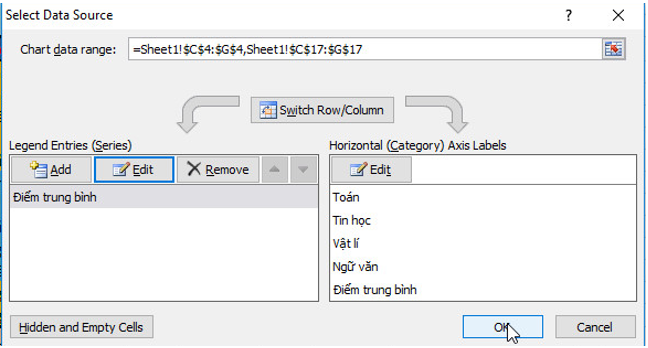 Select Data Source
? X
Chart data range: =Sheet1!$C$4:$G$4,Sheet1!$C$17:$G$17
Switch Row/Column
Legend Entries (Series)
Add Edit Remove
Điểm trung bình
Horizontal (Category) Axis Labels
Edit
Toán
Tin học
Vật lí
Ngữ văn
Điểm trung bình
Hidden and Empty Cells
OK
Cancel